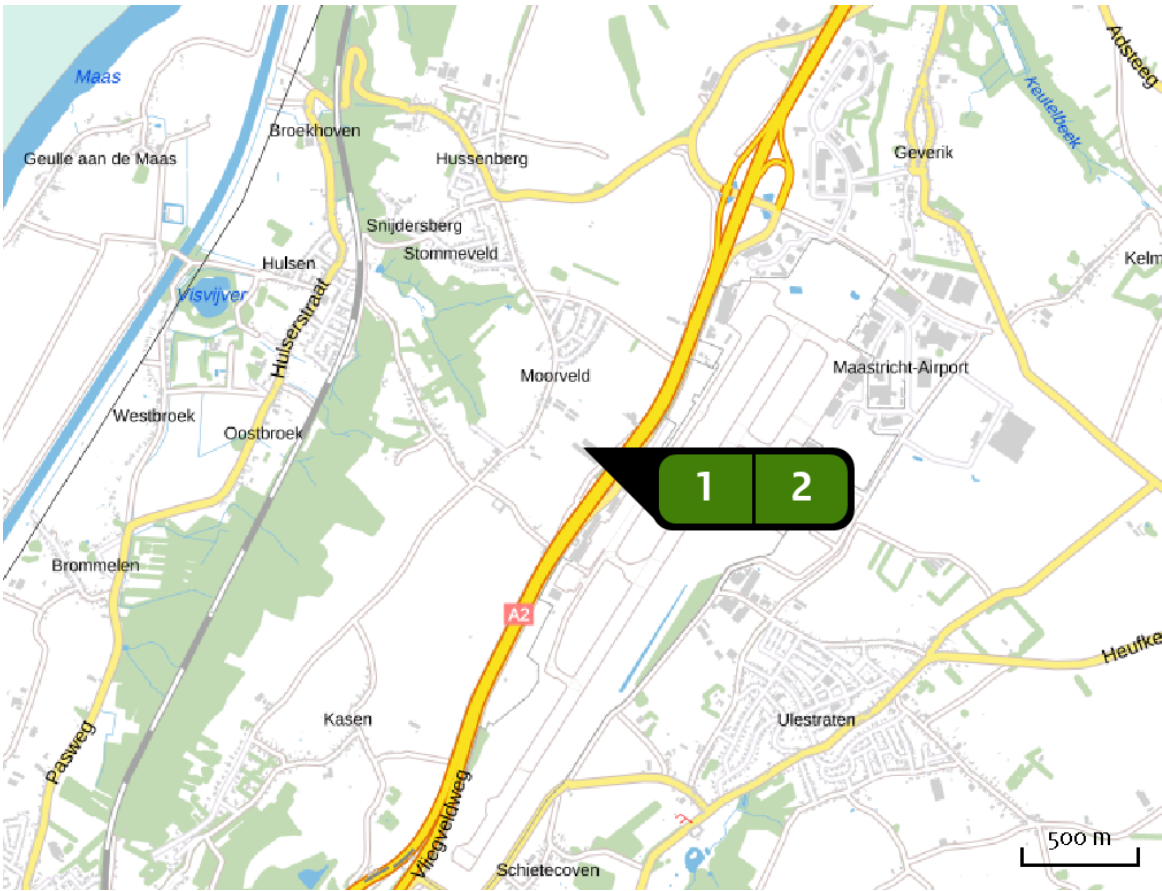 Adsteeg
Maas
Keutelbeek
Broekhoven
Geulle aan de Maas
Hussenberg
Geverik
Snijdersberg
Stommeveld
Hulsen
Kelm
Visvijver
Hulserstraat
Moorveld
Maastricht-Airport
Westbroek
Oostbroek
1 2
Brommelen
A2
Heufke
Kasen
Ulestraten
Pasweg
Vliegveldweg
500 m
Schietecoven